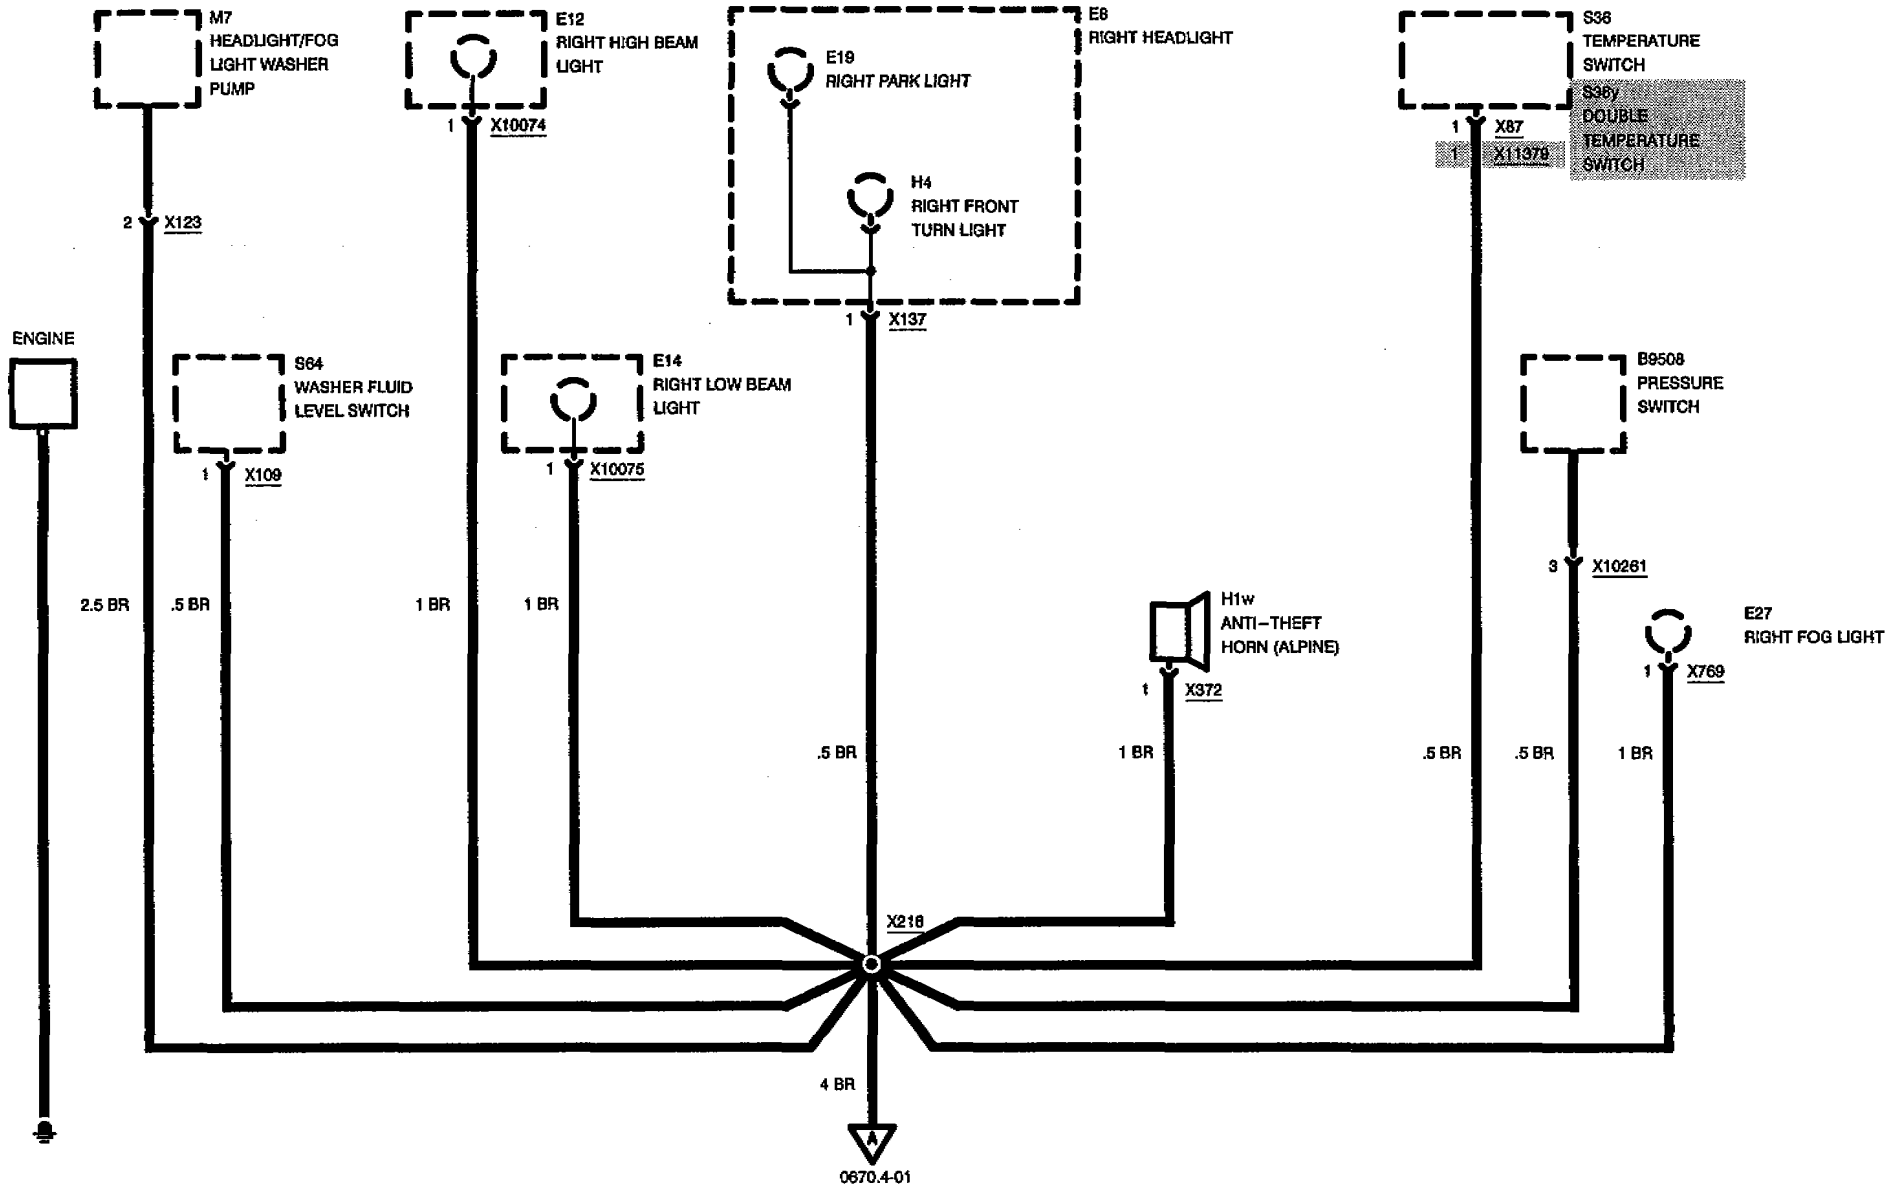 M7
HEADLIGHT/FOG
LIGHT WASHER
PUMP
E12
RIGHT HIGH BEAM
LIGHT
E6
RIGHT HEADLIGHT
E19
RIGHT PARK LIGHT
S36
TEMPERATURE
SWITCH
S36y
DOUBLE
TEMPERATURE
SWITCH
1 X10074
1 X87
1 X11379
H4
RIGHT FRONT
TURN LIGHT
2 X123
1 X137
ENGINE
S64
WASHER FLUID
LEVEL SWITCH
E14
RIGHT LOW BEAM
LIGHT
B9508
PRESSURE
SWITCH
1 X109
1 X10075
3 X10261
2.5 BR
.5 BR
1 BR
1 BR
H1w
ANTI-THEFT
HORN (ALPINE)
E27
RIGHT FOG LIGHT
1 X372
1 X769
.5 BR
1 BR
.5 BR
.5 BR
1 BR
X218
4 BR
A
0670.4-01